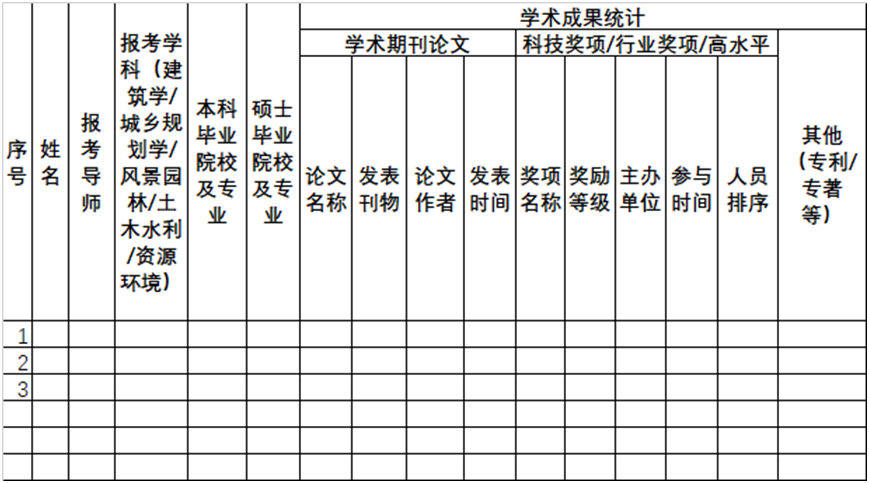 序
号
姓
名
报
考
导
师
报考学
科（建
筑学/
城乡规
划学/
风景园
林/土
木水利
/资源
环境）
本科
毕业
院校
及专
业
硕士
毕业
院校
及专
业
学术成果统计
学术期刊论文
科技奖项/行业奖项/高水平
论文
名称
发表
刊物
论文
作者
发表
时间
奖项
名称
奖励
等级
主办
单位
参与
时间
人员
排序
其他
（专利/
专著
等）
1
2
3